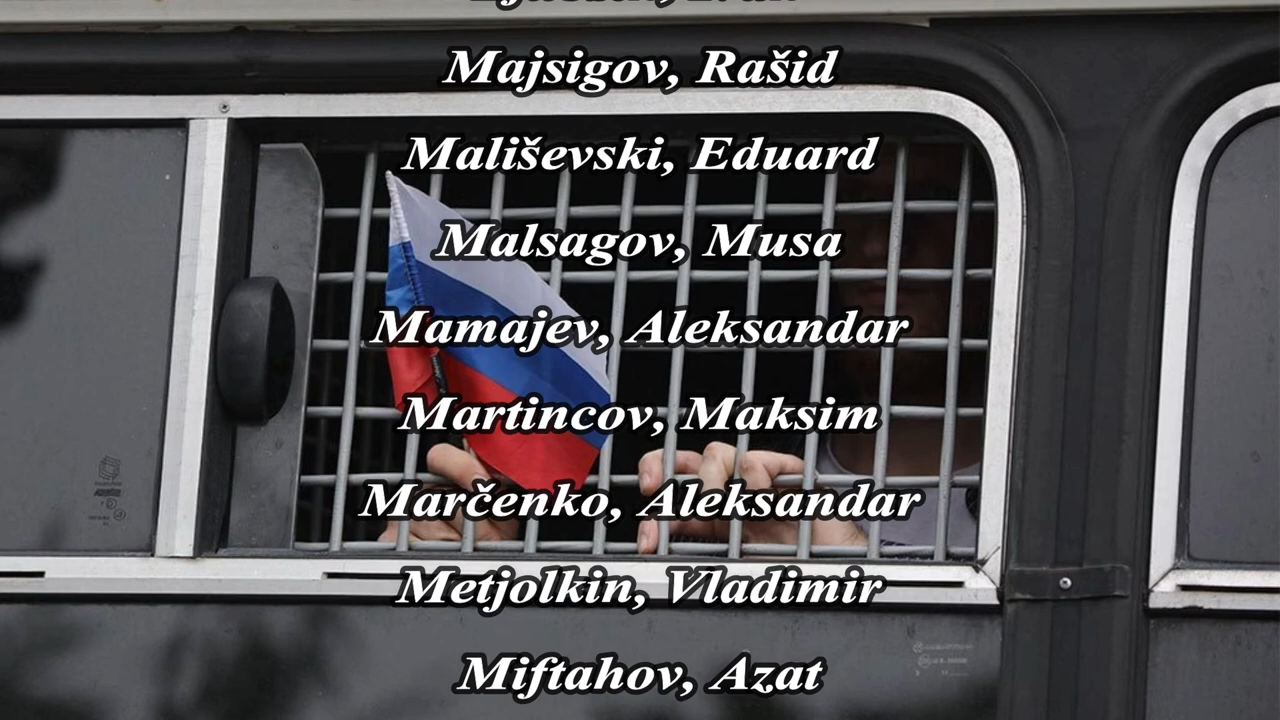 Majsigov, Rašid
Mališevski, Eduard
Malsagov, Musa
Mamajev, Aleksandar
Martincov, Maksim
Marčenko, Aleksandar
Metjolkin, Vladimir
Miftahov, Azat